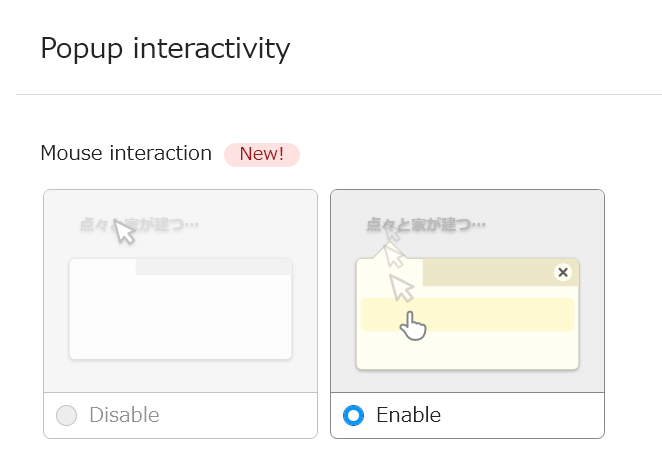 Popup interactivity
Mouse interaction New!
点々と家が建つ…
点々と家が建つ…
Disable
Enable